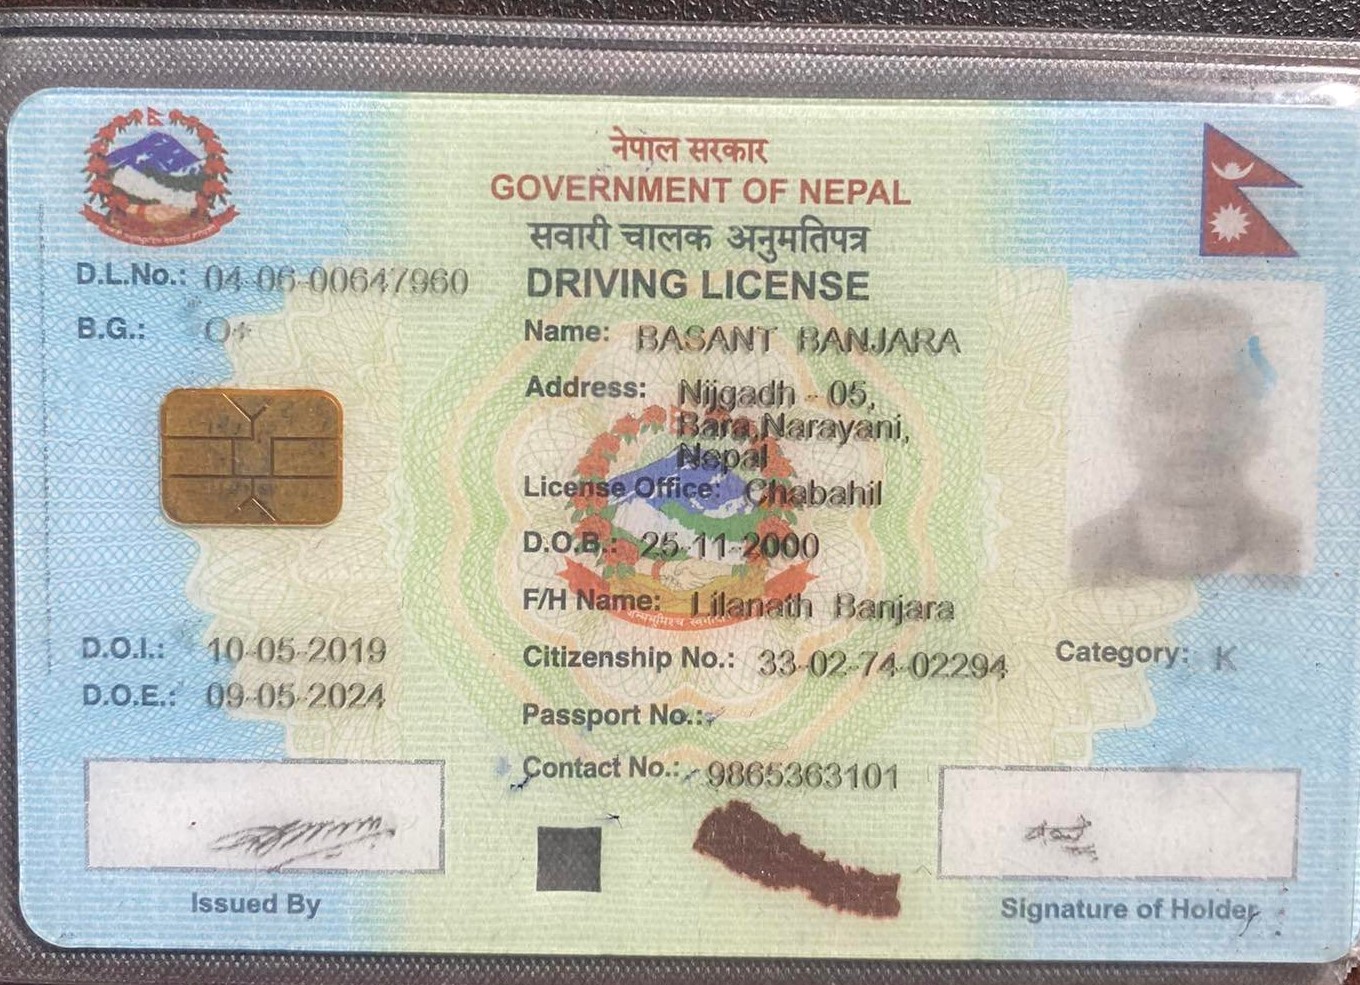 नेपाल सरकार
GOVERNMENT OF NEPAL
सवारी चालक अनुमतिपत्र
DRIVING LICENSE
D.L.No.: 04-06-00647960
B.G.: O+
Name: BASANT BANJARA
Address: Nijgadh - 05,
Bara,Narayani,
Nepal
License Office: Chabahil
D.O.B.: 25-11-2000
F/H Name: Lilanath Banjara
D.O.I.: 10-05-2019
D.O.E.: 09-05-2024
Citizenship No.: 33-02-74-02294
Category: K
Passport No.:
Contact No.: 9865363101
Issued By
Signature of Holder